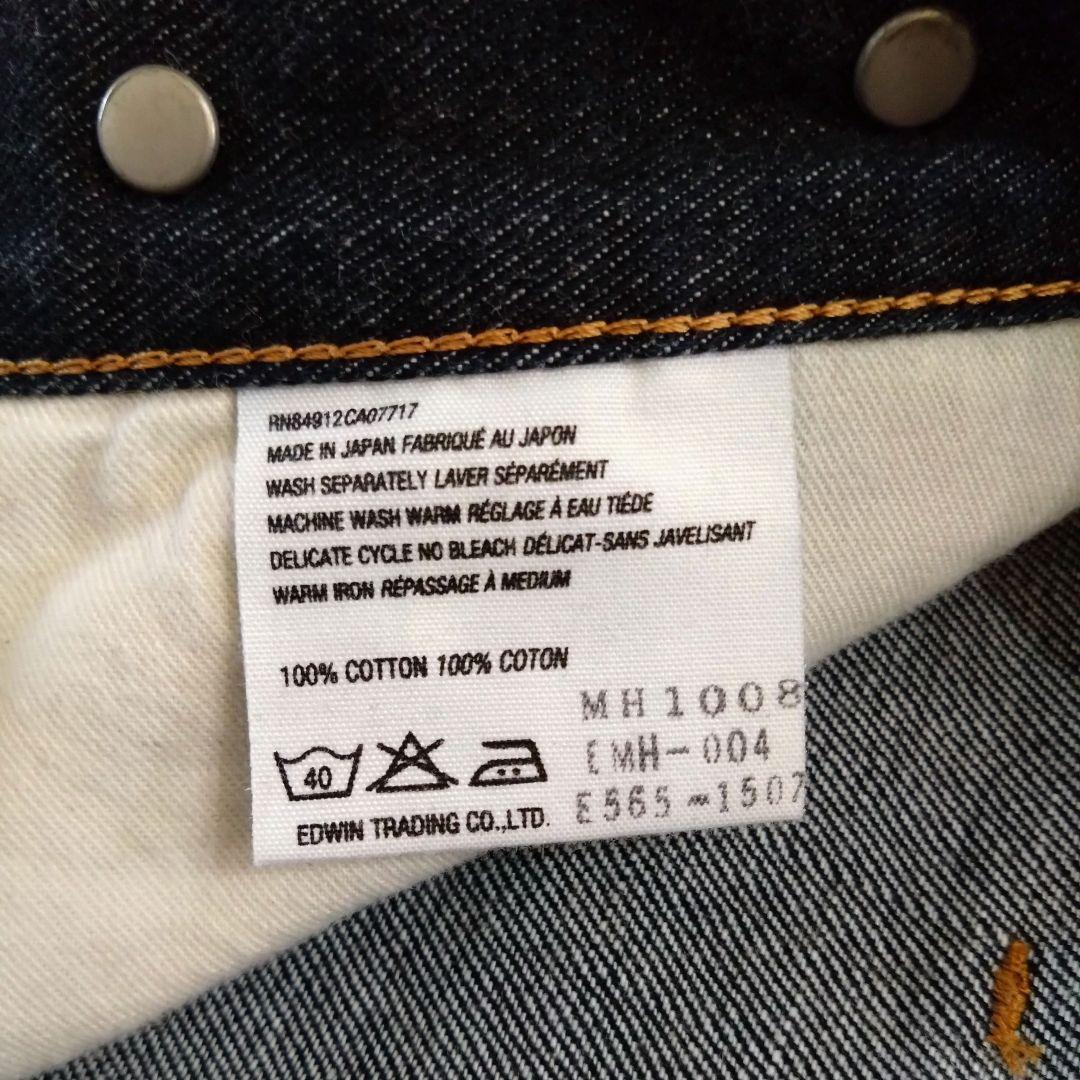 RN84912CA07717
MADE IN JAPAN FABRIQUÉ AU JAPON
WASH SEPARATELY LAVER SÉPARÉMENT
MACHINE WASH WARM RÉGLAGE À EAU TIÉDE
DELICATE CYCLE NO BLEACH DÉLICAT-SANS JAVELISANT
WARM IRON RÉPASSAGE À MEDIUM
100% COTTON 100% COTON
MH1008
EMH-004
E565-1507
40
EDWIN TRADING CO.,LTD.